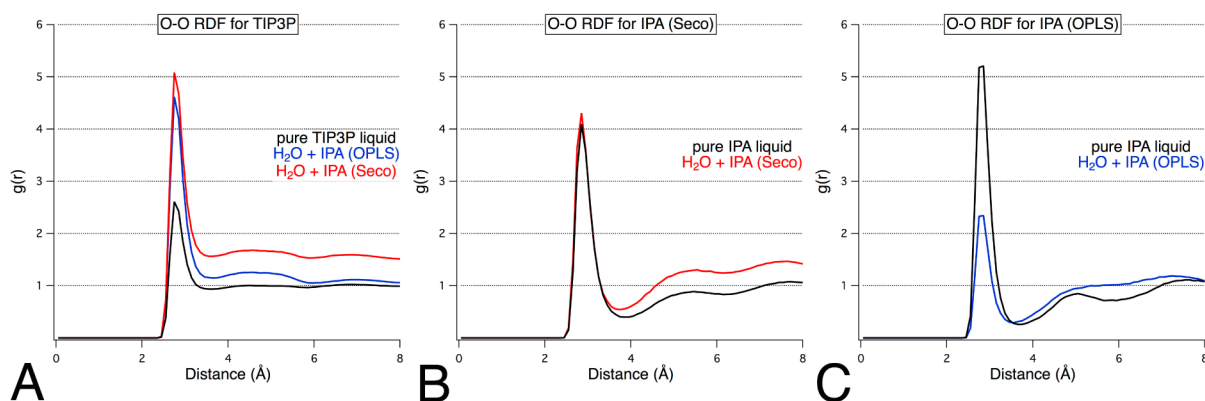 O-O RDF for TIP3P
6
5
4
3
2
1
g(r)
pure TIP3P liquid
H₂O + IPA (OPLS)
H₂O + IPA (Seco)
0
2
4
6
8
Distance (Å)
A
O-O RDF for IPA (Seco)
6
5
4
3
2
1
g(r)
pure IPA liquid
H₂O + IPA (Seco)
0
2
4
6
8
Distance (Å)
B
O-O RDF for IPA (OPLS)
6
5
4
3
2
1
g(r)
pure IPA liquid
H₂O + IPA (OPLS)
0
2
4
6
8
Distance (Å)
C